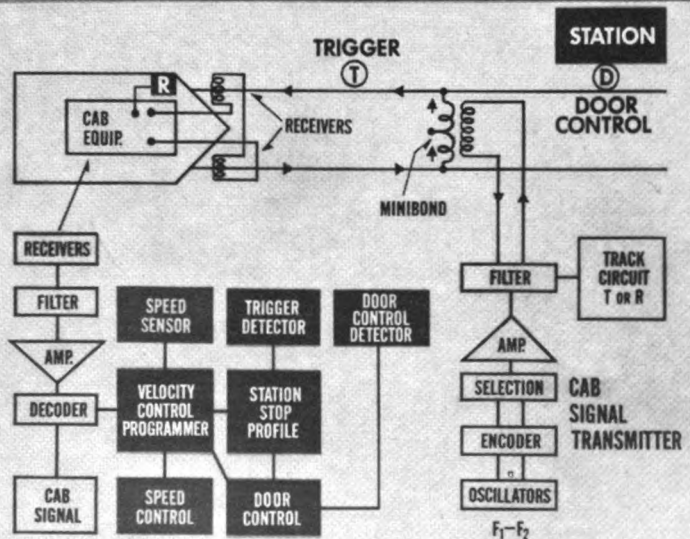 STATION
TRIGGER
T
D
DOOR
CONTROL
R
CAB
EQUIP.
RECEIVERS
MINIBOND
RECEIVERS
FILTER
AMP.
DECODER
CAB
SIGNAL
SPEED
SENSOR
VELOCITY
CONTROL
PROGRAMMER
SPEED
CONTROL
TRIGGER
DETECTOR
STATION
STOP
PROFILE
DOOR
CONTROL
DOOR
CONTROL
DETECTOR
FILTER
TRACK
CIRCUIT
T OR R
AMP.
SELECTION
ENCODER
OSCILLATORS
CAB
SIGNAL
TRANSMITTER
F₁–F₂